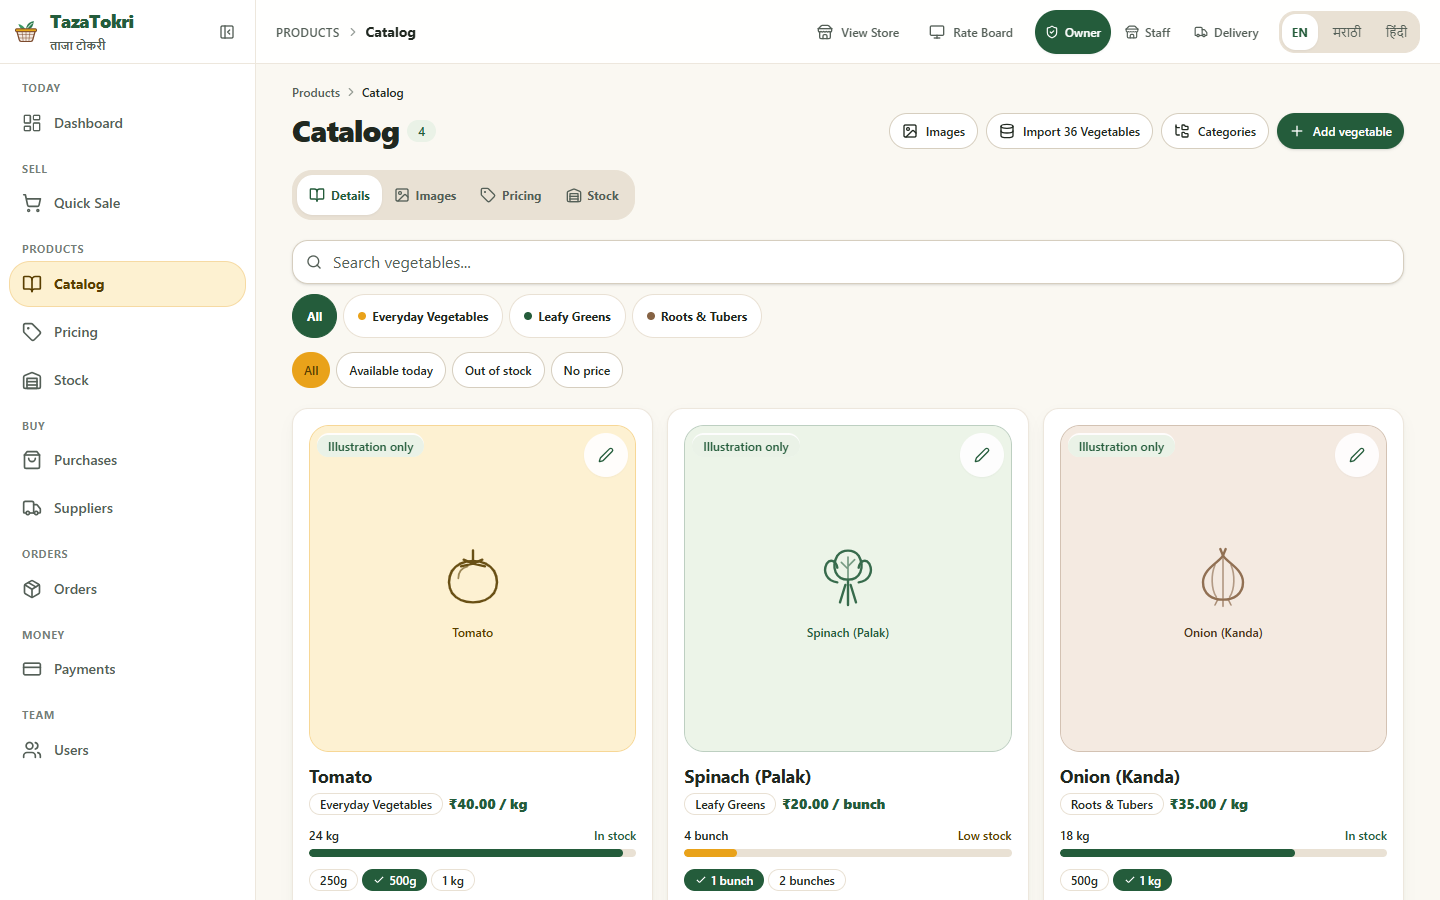 TazaTokri
ताजा टोकरी
PRODUCTS > Catalog
View Store
Rate Board
Owner
Staff
Delivery
EN
मराठी
हिंदी
TODAY
Dashboard
SELL
Quick Sale
PRODUCTS
Catalog
Pricing
Stock
BUY
Purchases
Suppliers
ORDERS
Orders
MONEY
Payments
TEAM
Users
Products > Catalog
Catalog 4
Images
Import 36 Vegetables
Categories
+ Add vegetable
Details
Images
Pricing
Stock
Search vegetables...
All
Everyday Vegetables
Leafy Greens
Roots & Tubers
All
Available today
Out of stock
No price
Illustration only
Tomato
Tomato
Everyday Vegetables ₹40.00 / kg
24 kg In stock
250g ✓ 500g 1 kg
Illustration only
Spinach (Palak)
Spinach (Palak)
Leafy Greens ₹20.00 / bunch
4 bunch Low stock
✓ 1 bunch 2 bunches
Illustration only
Onion (Kanda)
Onion (Kanda)
Roots & Tubers ₹35.00 / kg
18 kg In stock
500g ✓ 1 kg